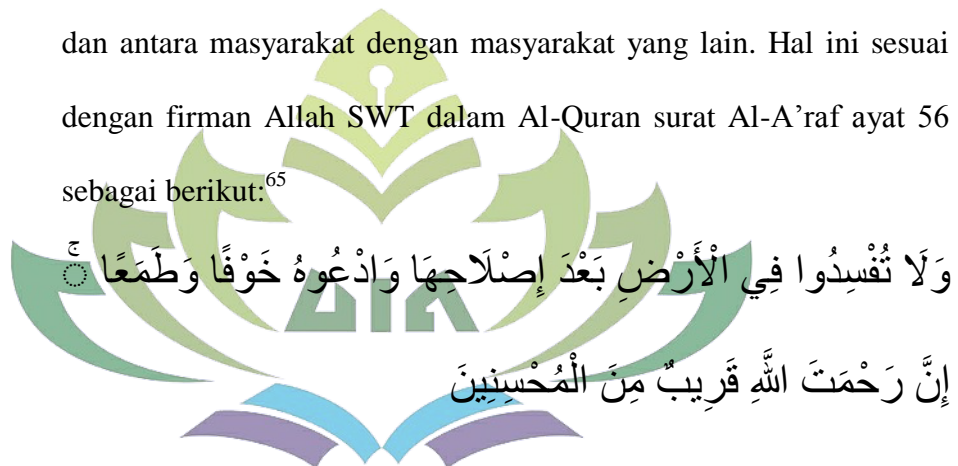 dan antara masyarakat dengan masyarakat yang lain. Hal ini sesuai
dengan firman Allah SWT dalam Al-Quran surat Al-A’raf ayat 56
sebagai berikut:65
وَلَا تُفْسِدُوا فِي الْأَرْضِ بَعْدَ إِصْلَاحِهَا وَادْعُوهُ خَوْفًا وَطَمَعًا ۚ
إِنَّ رَحْمَتَ اللَّهِ قَرِيبٌ مِنَ الْمُحْسِنِينَ